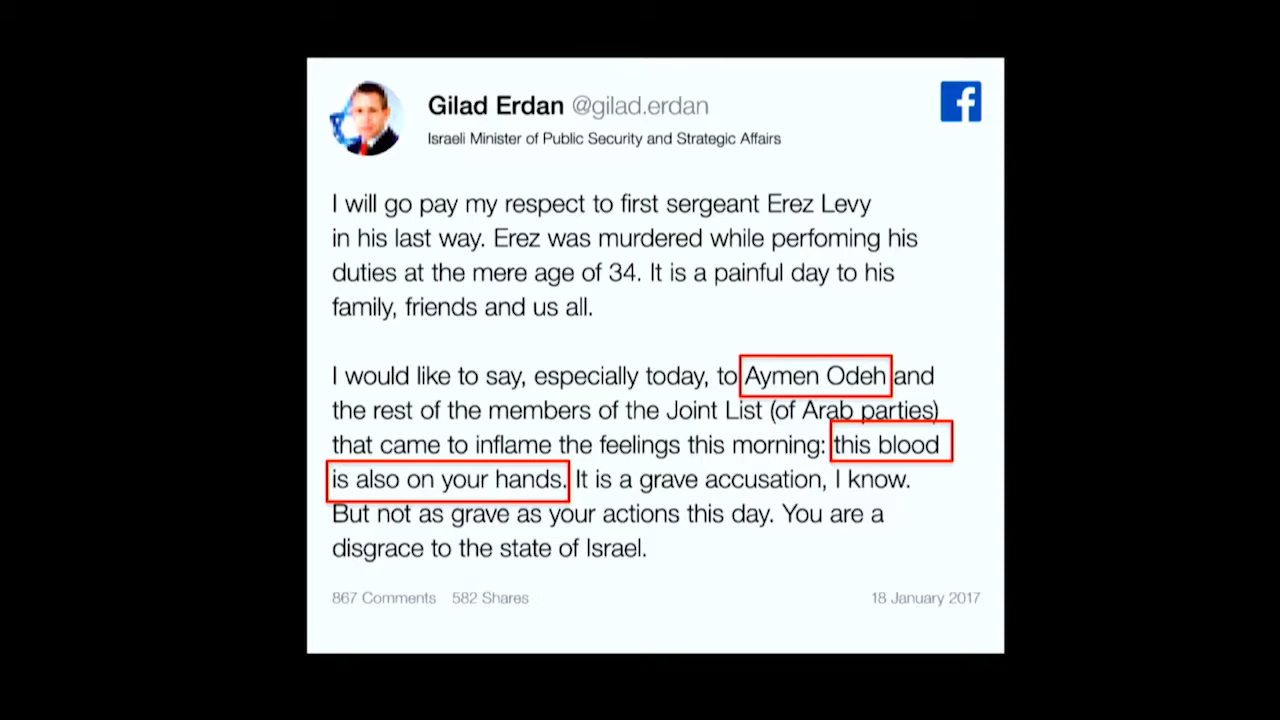 Gilad Erdan @gilad.erdan
Israeli Minister of Public Security and Strategic Affairs
I will go pay my respect to first sergeant Erez Levy
in his last way. Erez was murdered while perfoming his
duties at the mere age of 34. It is a painful day to his
family, friends and us all.
I would like to say, especially today, to Aymen Odeh and
the rest of the members of the Joint List (of Arab parties)
that came to inflame the feelings this morning: this blood
is also on your hands. It is a grave accusation, I know.
But not as grave as your actions this day. You are a
disgrace to the state of Israel.
867 Comments 582 Shares 18 January 2017